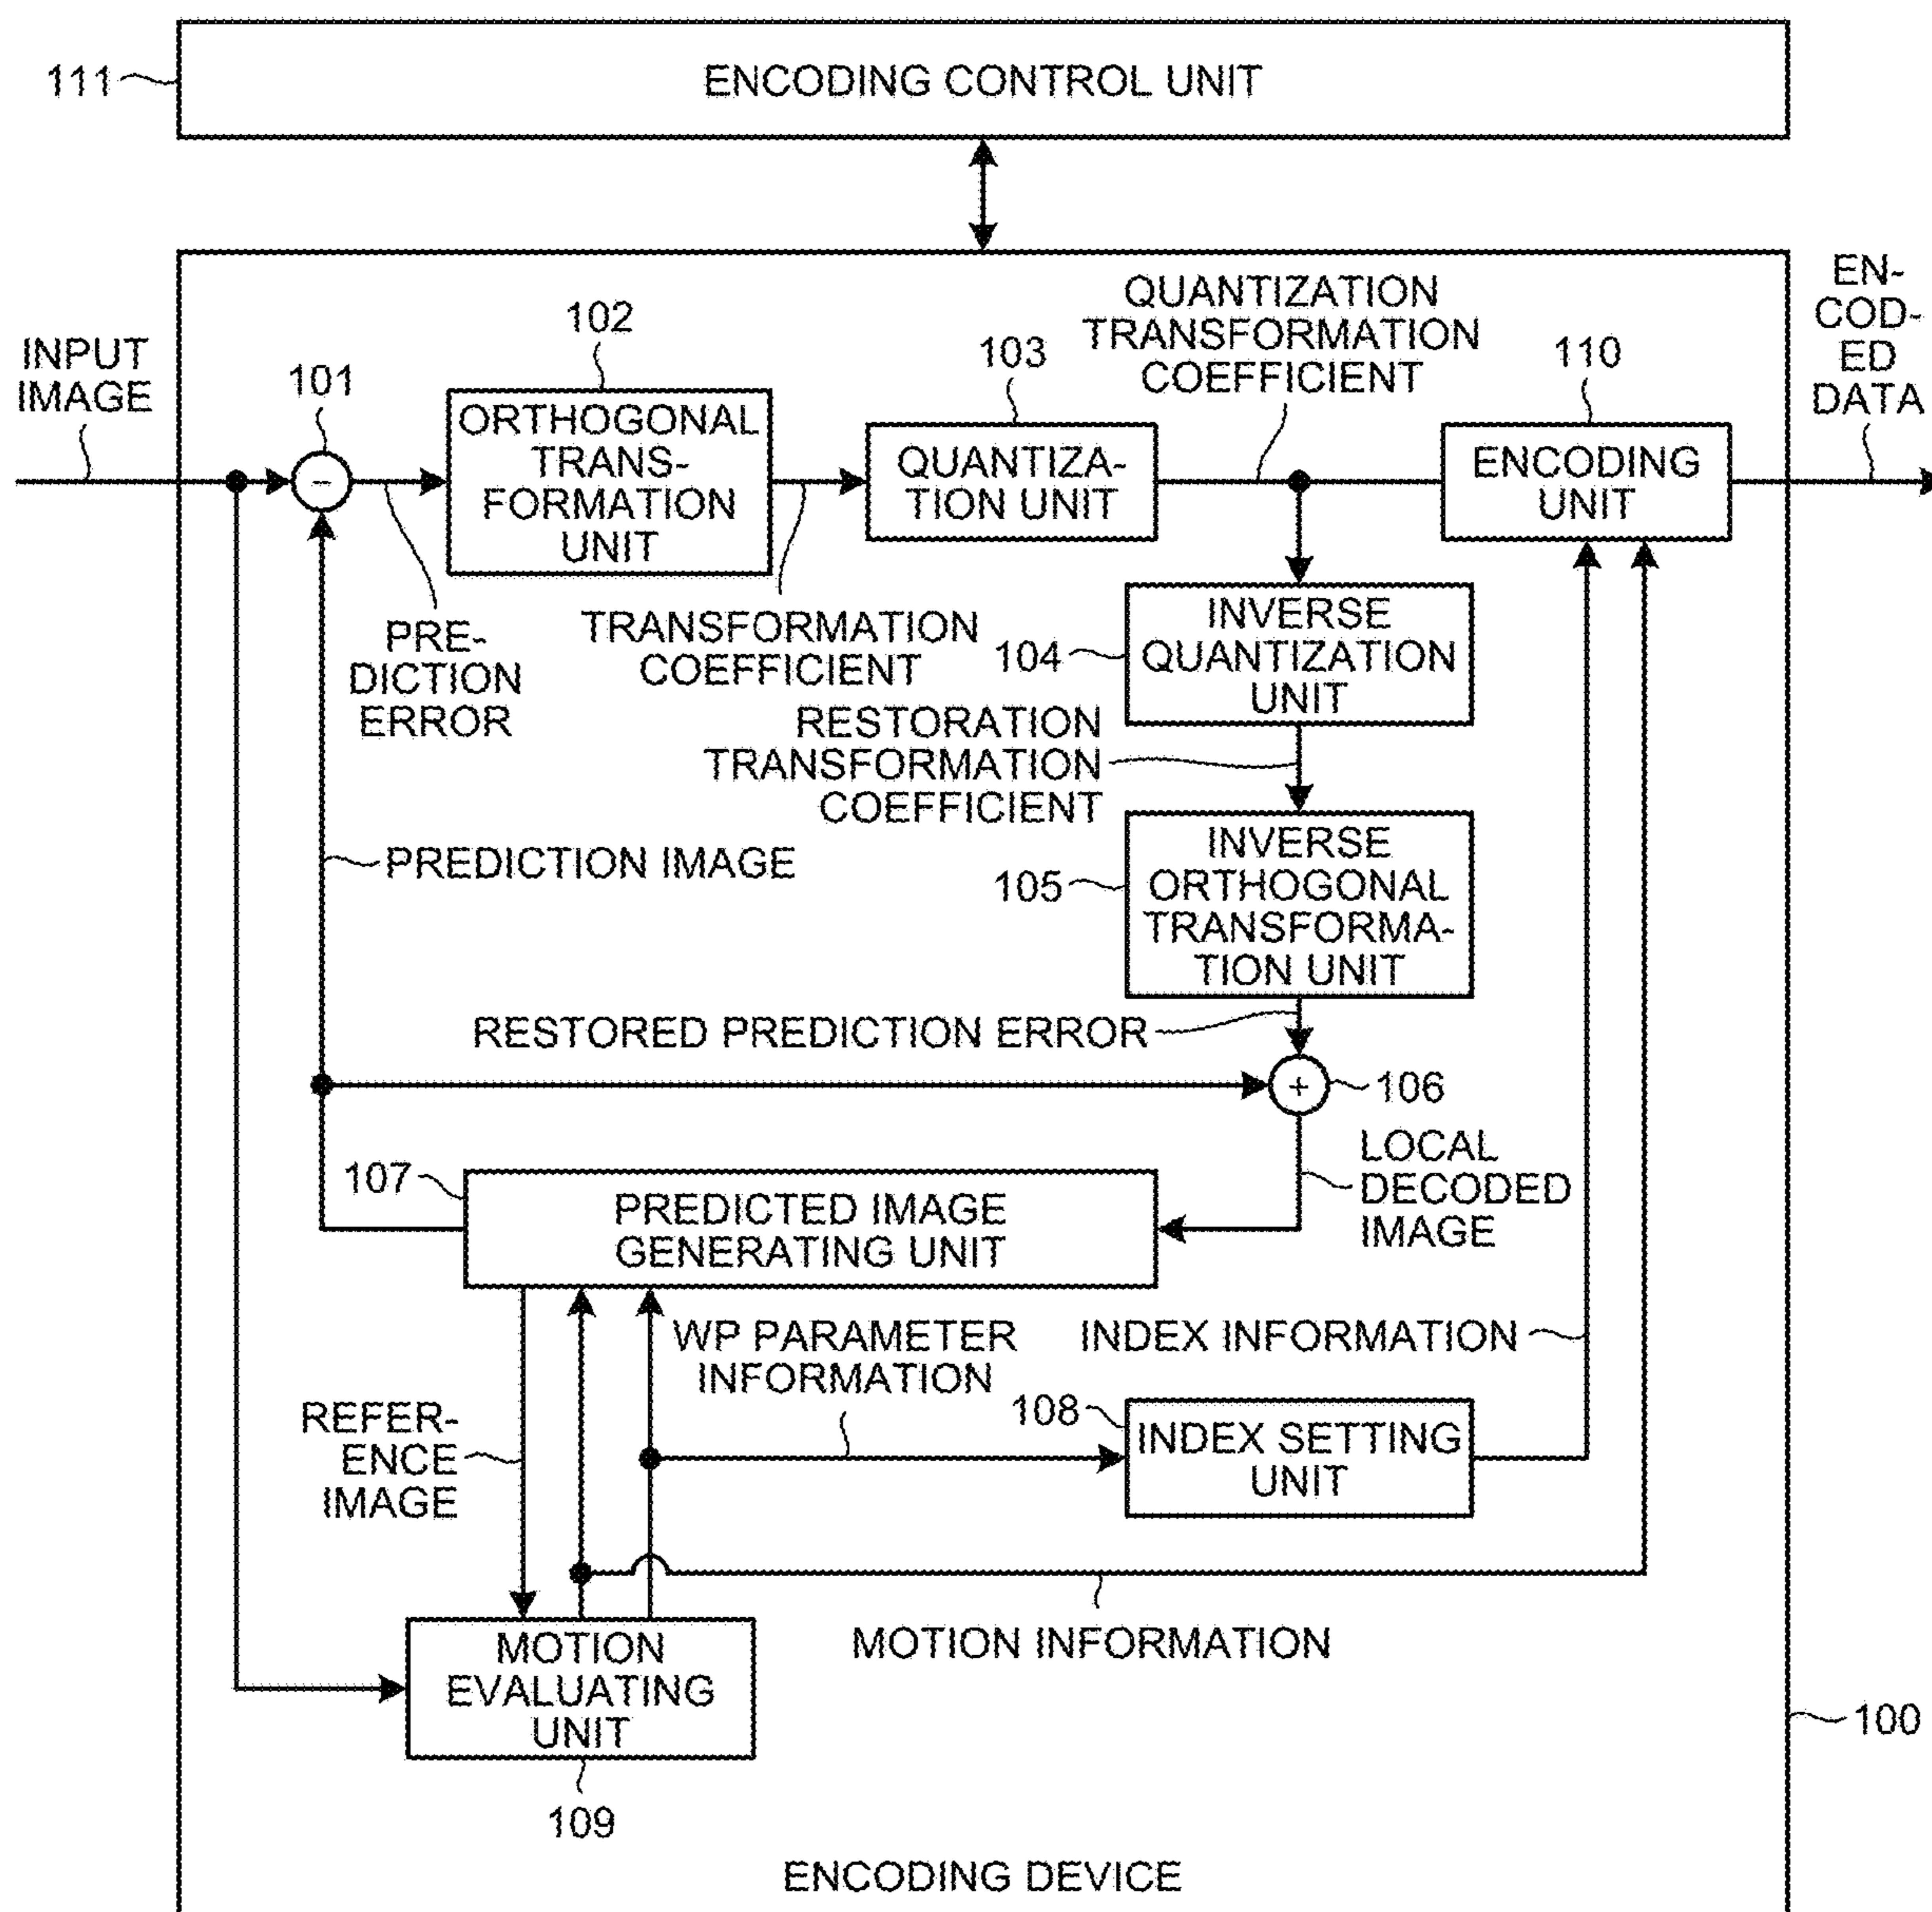 111
ENCODING CONTROL UNIT
INPUT
IMAGE
101
102
ORTHOGONAL
TRANS-
FORMATION
UNIT
103
QUANTIZA-
TION UNIT
QUANTIZATION
TRANSFORMATION
COEFFICIENT
110
ENCODING
UNIT
EN-
COD-
ED
DATA
-
PRE-
DICTION
ERROR
TRANSFORMATION
COEFFICIENT
104
INVERSE
QUANTIZATION
UNIT
RESTORATION
TRANSFORMATION
COEFFICIENT
PREDICTION IMAGE
105
INVERSE
ORTHOGONAL
TRANSFORMA-
TION UNIT
RESTORED PREDICTION ERROR
+
106
LOCAL
DECODED
IMAGE
107
PREDICTED IMAGE
GENERATING UNIT
WP PARAMETER
INFORMATION
INDEX INFORMATION
REFER-
ENCE
IMAGE
108
INDEX SETTING
UNIT
MOTION
EVALUATING
UNIT
MOTION INFORMATION
109
100
ENCODING DEVICE